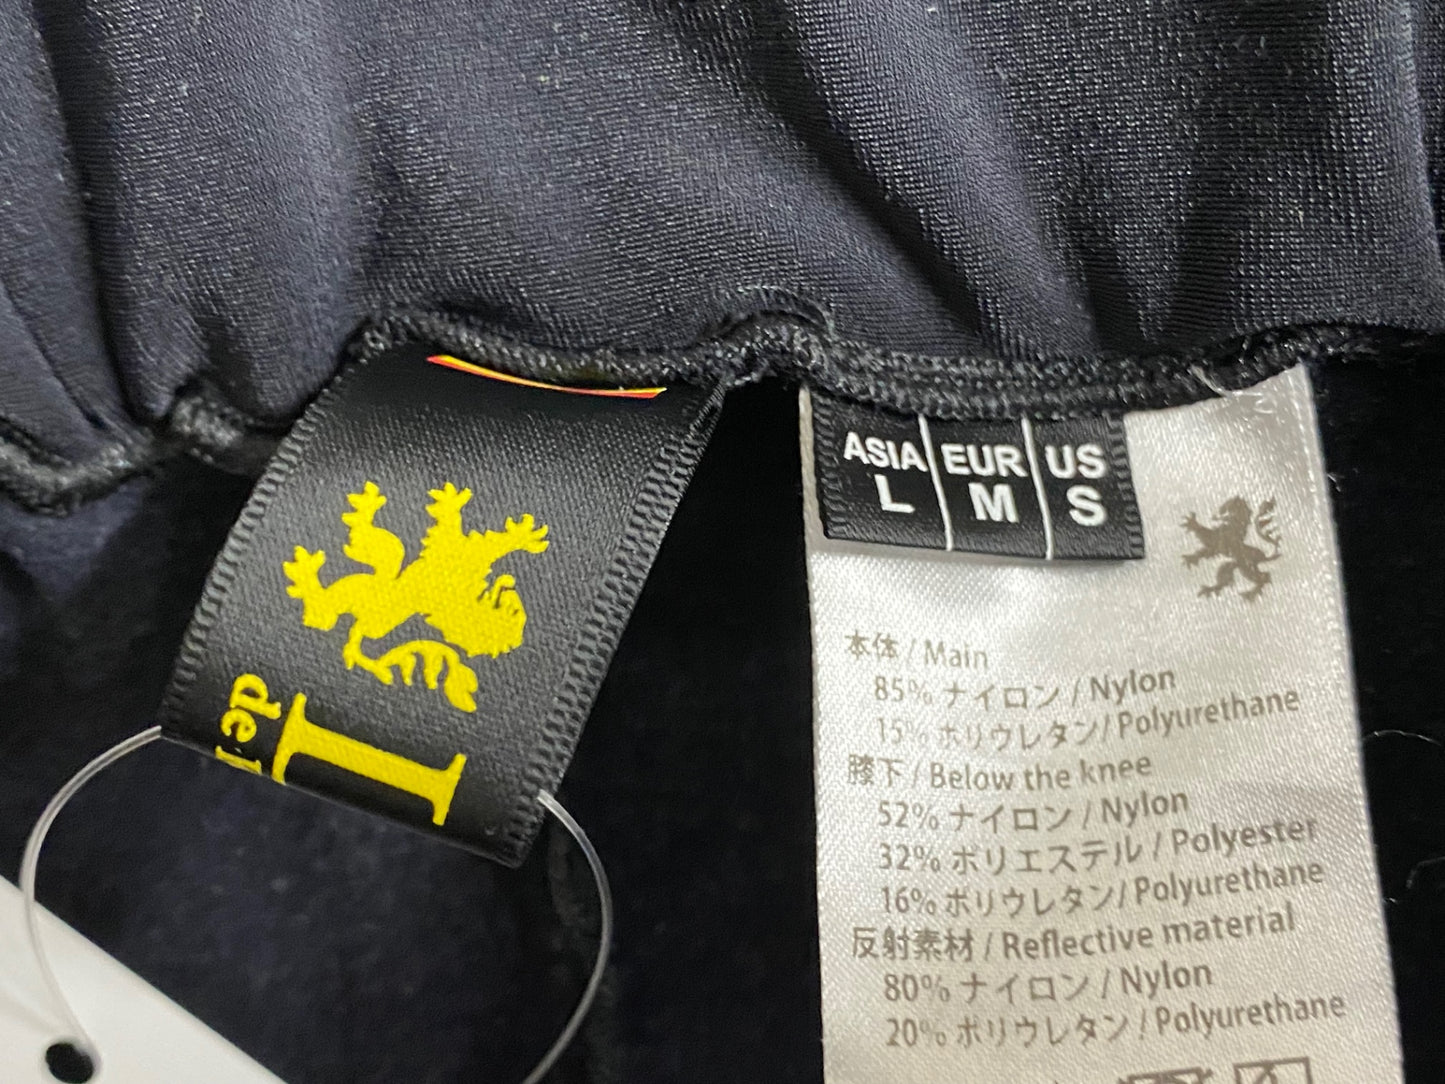 de
L
ASIA EUR US
L M S
本体 / Main
85% ナイロン / Nylon
15% ポリウレタン / Polyurethane
膝下 / Below the knee
52% ナイロン / Nylon
32% ポリエステル / Polyester
16% ポリウレタン / Polyurethane
反射素材 / Reflective material
80% ナイロン / Nylon
20% ポリウレタン / Polyurethane